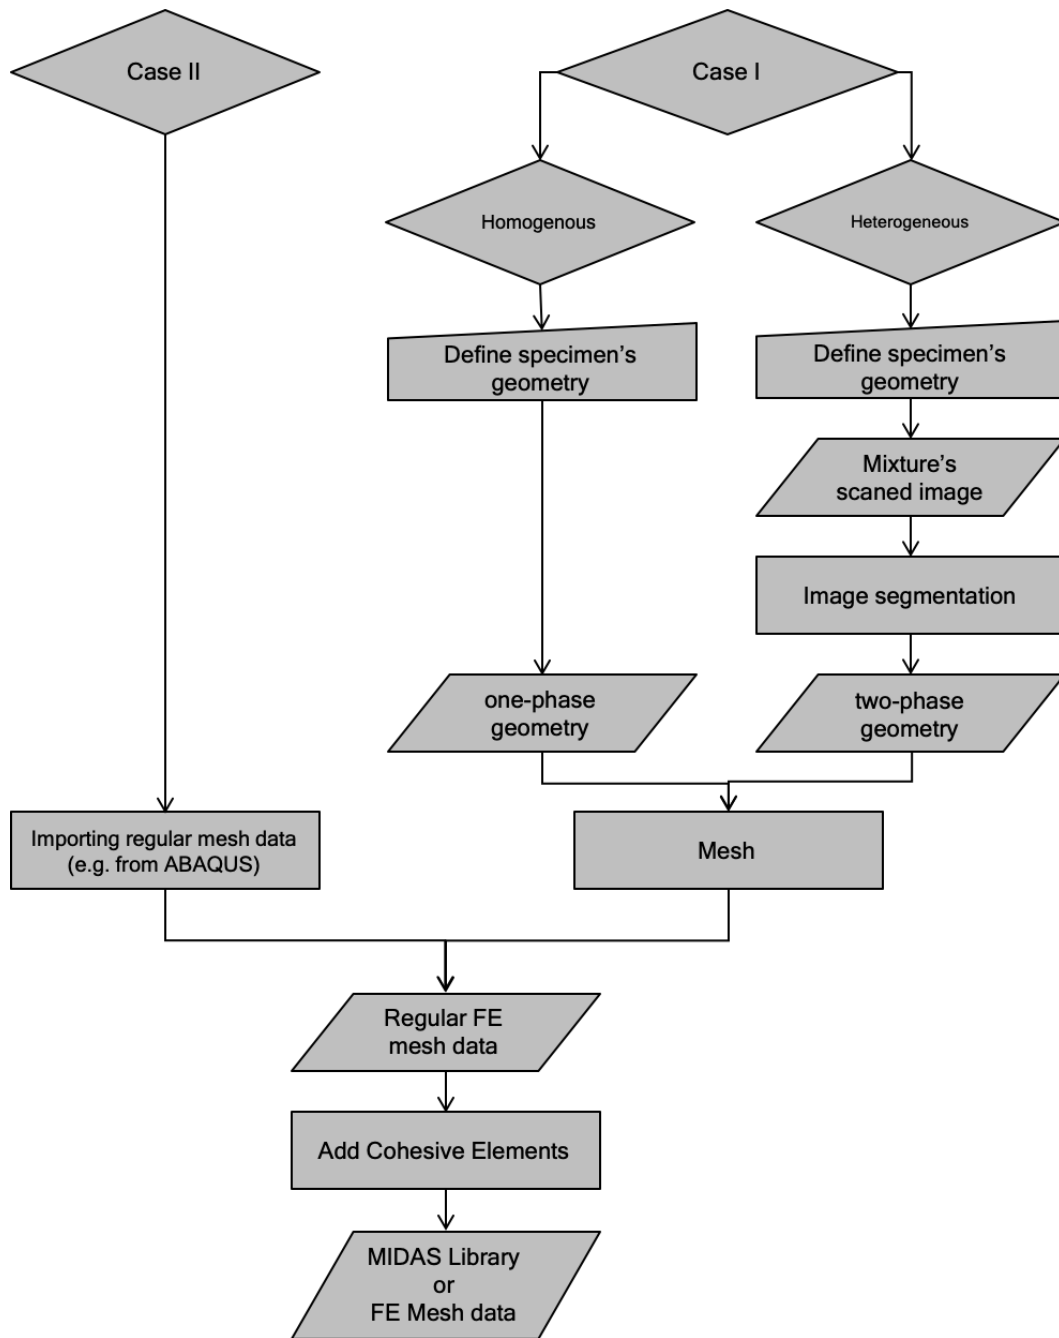 Case II
Case I
Homogenous
Heterogeneous
Define specimen's
geometry
Define specimen's
geometry
Mixture's
scaned image
Image segmentation
one-phase
geometry
two-phase
geometry
Importing regular mesh data
(e.g. from ABAQUS)
Mesh
Regular FE
mesh data
Add Cohesive Elements
MIDAS Library
or
FE Mesh data